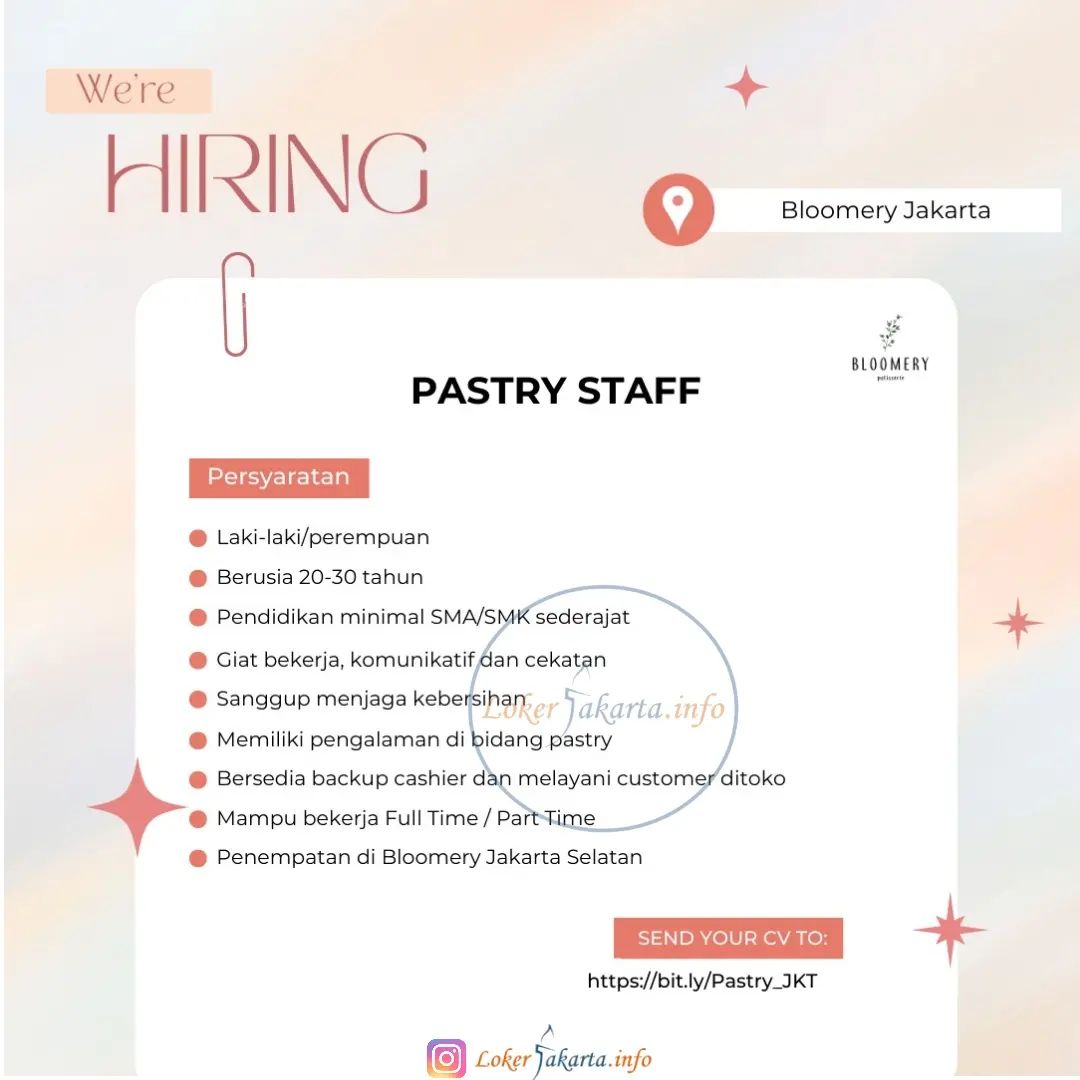 We're
HIRING
Bloomery Jakarta
BLOOMERY
patisserie
PASTRY STAFF
Persyaratan
Laki-laki/perempuan
Berusia 20-30 tahun
Pendidikan minimal SMA/SMK sederajat
Giat bekerja, komunikatif dan cekatan
Sanggup menjaga kebersihan
Loker Jakarta.info
Memiliki pengalaman di bidang pastry
Bersedia backup cashier dan melayani customer ditoko
Mampu bekerja Full Time / Part Time
Penempatan di Bloomery Jakarta Selatan
SEND YOUR CV TO:
https://bit.ly/Pastry_JKT
Loker Jakarta.info